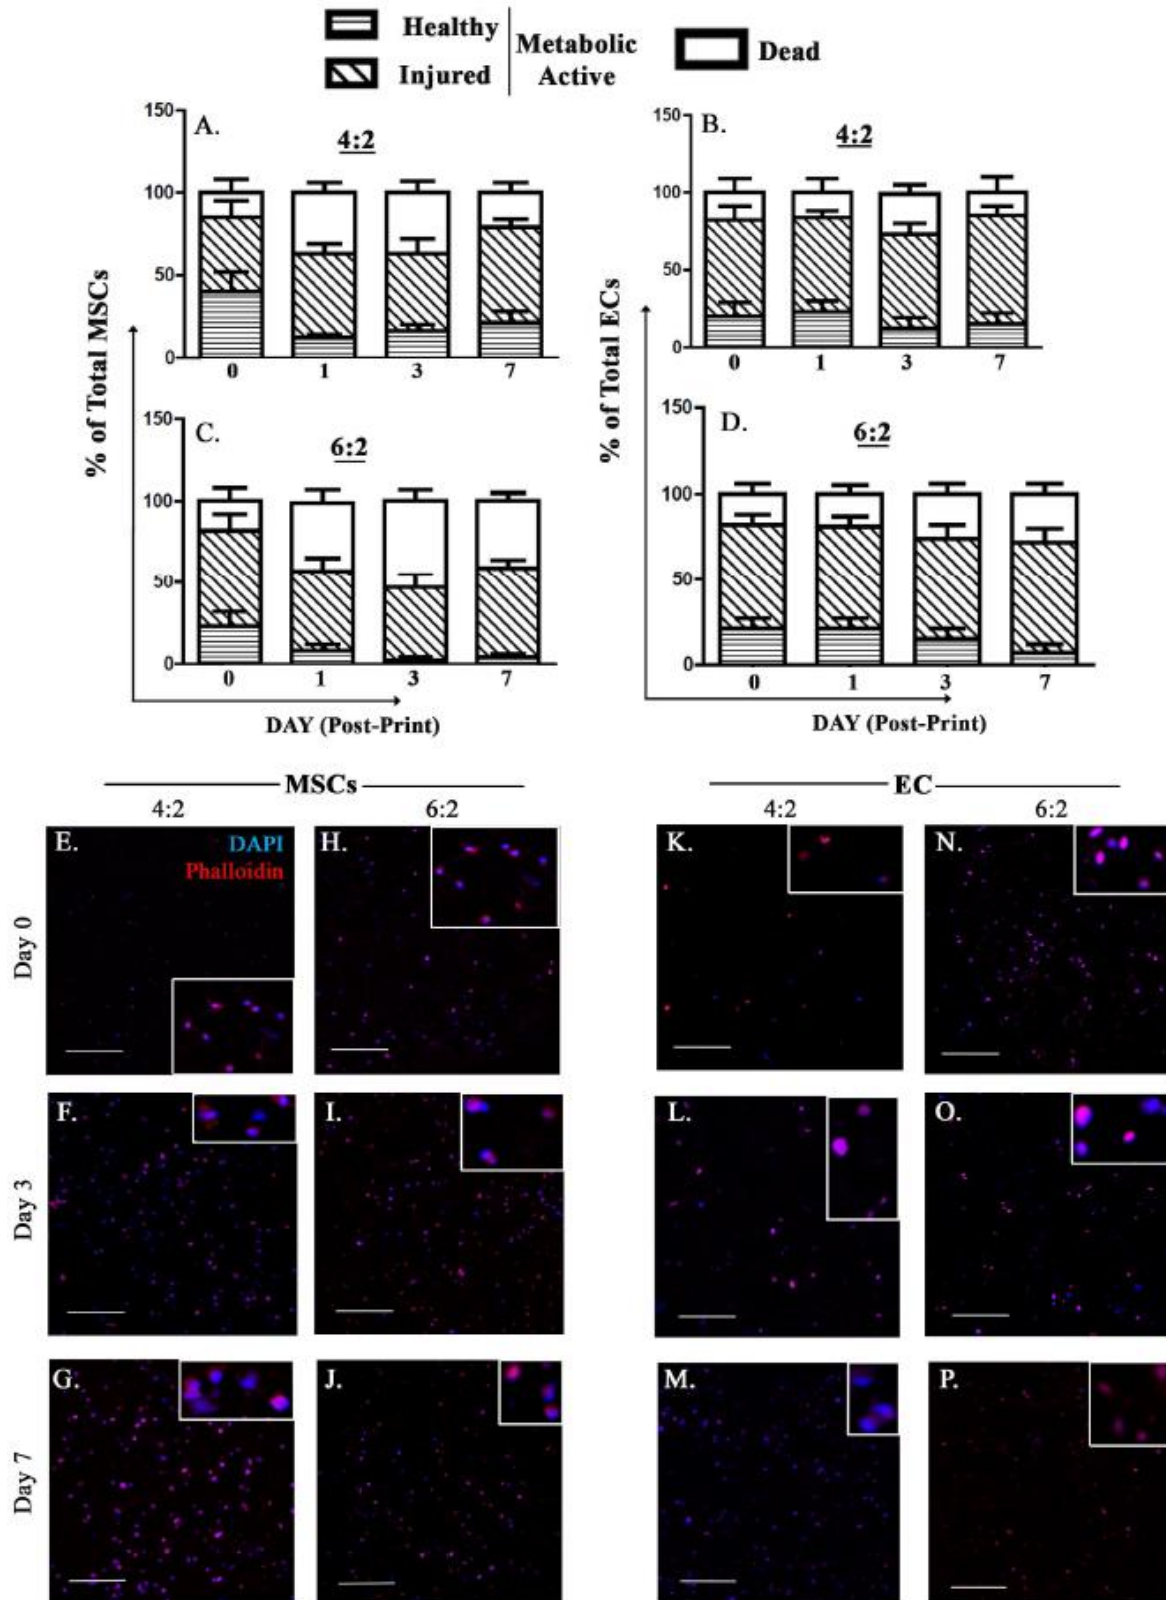 Healthy
Injured
Metabolic
Active
Dead
A.
4:2
150
100
50
0
0 1 3 7
B.
4:2
150
100
50
0
0 1 3 7
% of Total MSCs
% of Total ECs
C.
6:2
150
100
50
0
0 1 3 7
DAY (Post-Print)
D.
6:2
150
100
50
0
0 1 3 7
DAY (Post-Print)
MSCs
4:2 6:2
EC
4:2 6:2
Day 0
E.
DAPI
Phalloidin
H.
K.
N.
Day 3
F.
I.
L.
O.
Day 7
G.
J.
M.
P.